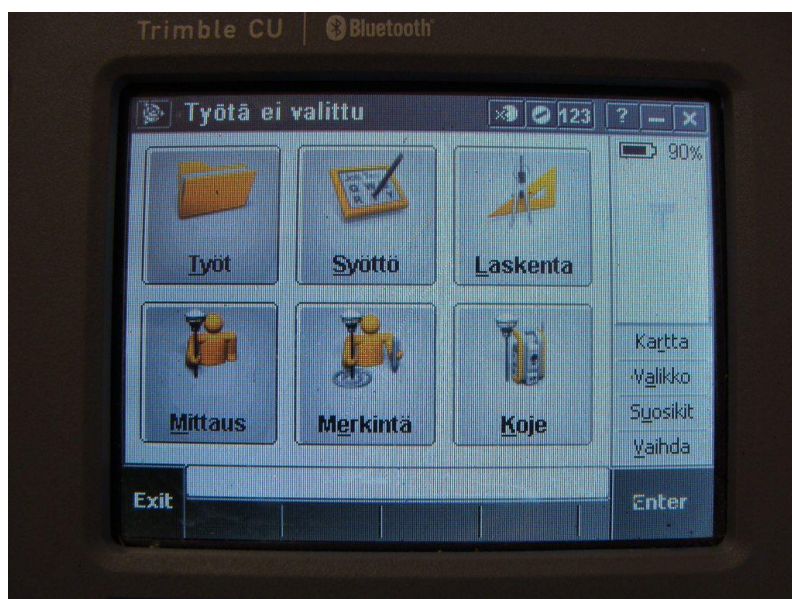 Trimble CU Bluetooth
Työtä ei valittu 123 ?
90%
Työt Syöttö Laskenta
Mittaus Merkintä Koje
Kartta
Valikko
Suosikit
Vaihda
Exit Enter